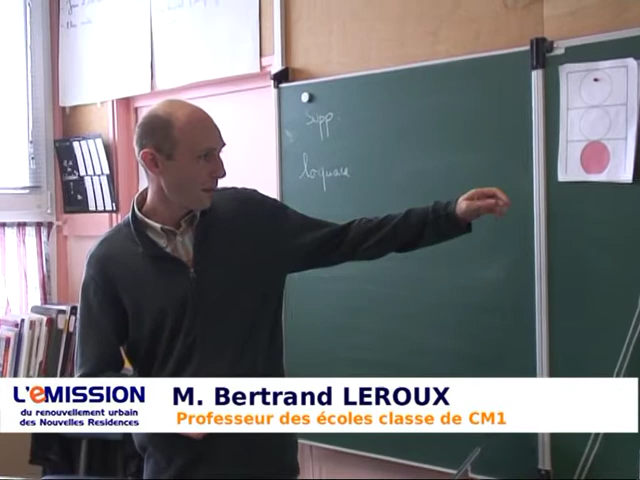 Supp.
loquace
L'eMISSION
du renouvellement urbain
des Nouvelles Residences
M. Bertrand LEROUX
Professeur des écoles classe de CM1